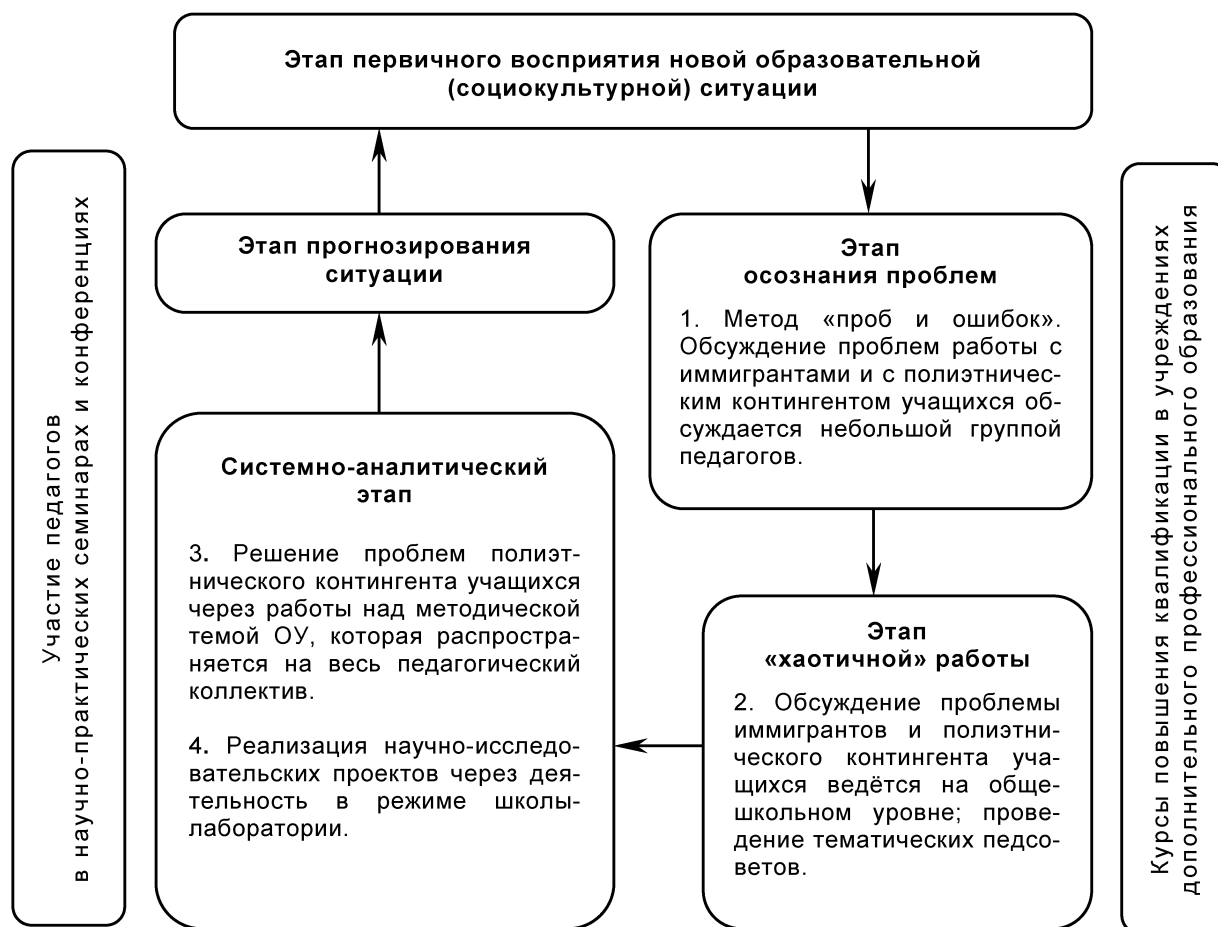 Этап первичного восприятия новой образовательной
(социокультурной) ситуации
Участие педагогов
в научно-практических семинарах и конференциях
Этап прогнозирования
ситуации
Системно-аналитический
этап
3. Решение проблем полиэт-
нического контингента учащихся
через работы над методической
темой ОУ, которая распростра-
няется на весь педагогический
коллектив.
4. Реализация научно-исследо-
вательских проектов через дея-
тельность в режиме школы-
лаборатории.
Этап
осознания проблем
1. Метод «проб и ошибок».
Обсуждение проблем работы с
иммигрантами и с полиэтничес-
ким контингентом учащихся об-
суждается небольшой группой
педагогов.
Этап
«хаотичной» работы
2. Обсуждение проблемы
иммигрантов и полиэтни-
ческого контингента уча-
щихся ведётся на обще-
школьном уровне; прове-
дение тематических педсо-
ветов.
Курсы повышения квалификации в учреждениях
дополнительного профессионального образования